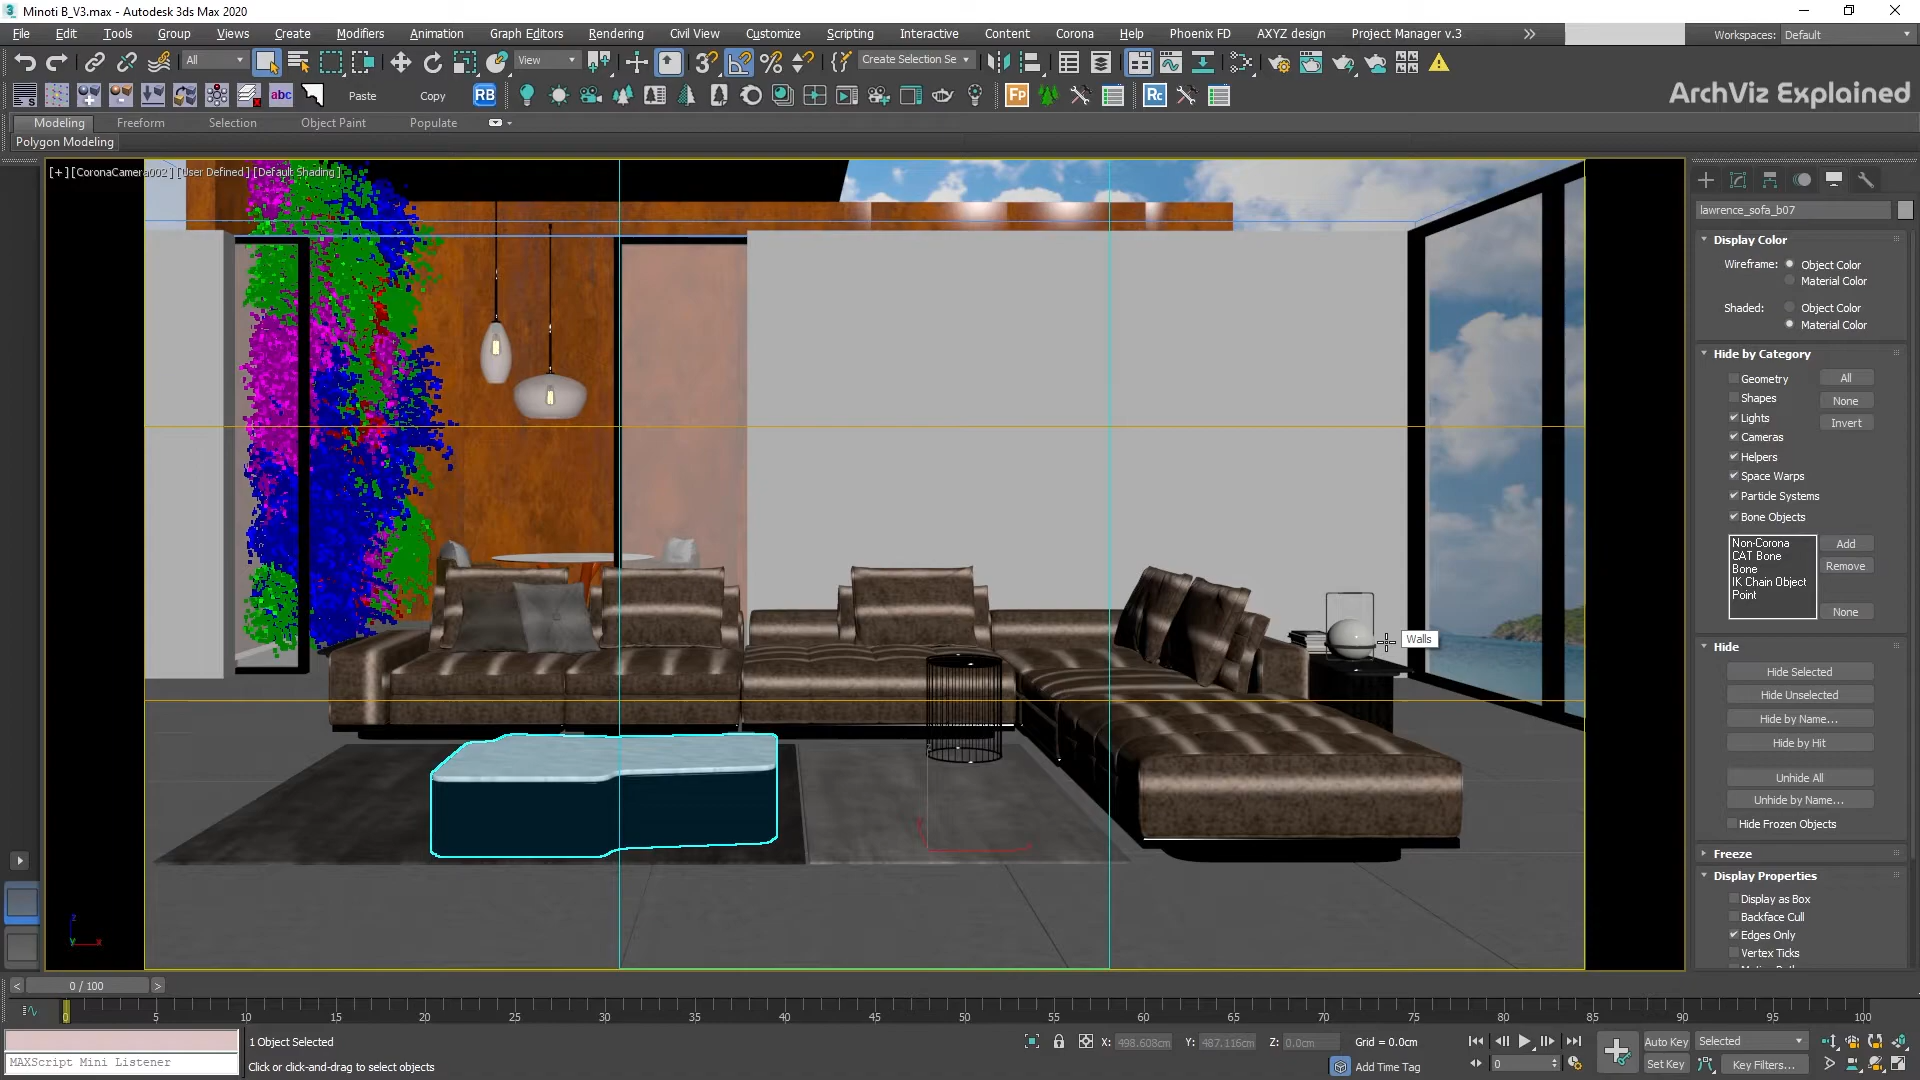 Minoti B_V3.max - Autodesk 3ds Max 2020
File Edit Tools Group Views Create Modifiers Animation Graph Editors Rendering Civil View Customize Scripting Interactive Content Corona Help Phoenix FD AXYZ design Project Manager v.3 Workspaces: Default
All View Create Selection Se
abc Paste Copy RB Fp Rc
ArchViz Explained
Modeling Freeform Selection Object Paint Populate
Polygon Modeling
[+] [CoronaCamera002] [User Defined] [Default Shading]
lawrence_sofa_b07
Display Color
Wireframe: Object Color
Material Color
Shaded: Object Color
Material Color
Hide by Category
Geometry All
Shapes None
Lights Invert
Cameras
Helpers
Space Warps
Particle Systems
Bone Objects
Non-Corona Add
CAT Bone
Bone Remove
IK Chain Object
Point
None
Walls
Hide
Hide Selected
Hide Unselected
Hide by Name...
Hide by Hit
Unhide All
Unhide by Name...
Hide Frozen Objects
Freeze
Display Properties
Display as Box
Backface Cull
Edges Only
Vertex Ticks
z
y x
< 0 / 100 >
0 5 10 15 20 25 30 35 40 45 50 55 60 65 70 75 80 85 90 95 100
1 Object Selected X: 498.608cm Y: 487.116cm Z: 0.0cm Grid = 0.0cm Auto Key Selected
MAXScript Mini Listener Click or click-and-drag to select objects Add Time Tag 0 Set Key Key Filters...